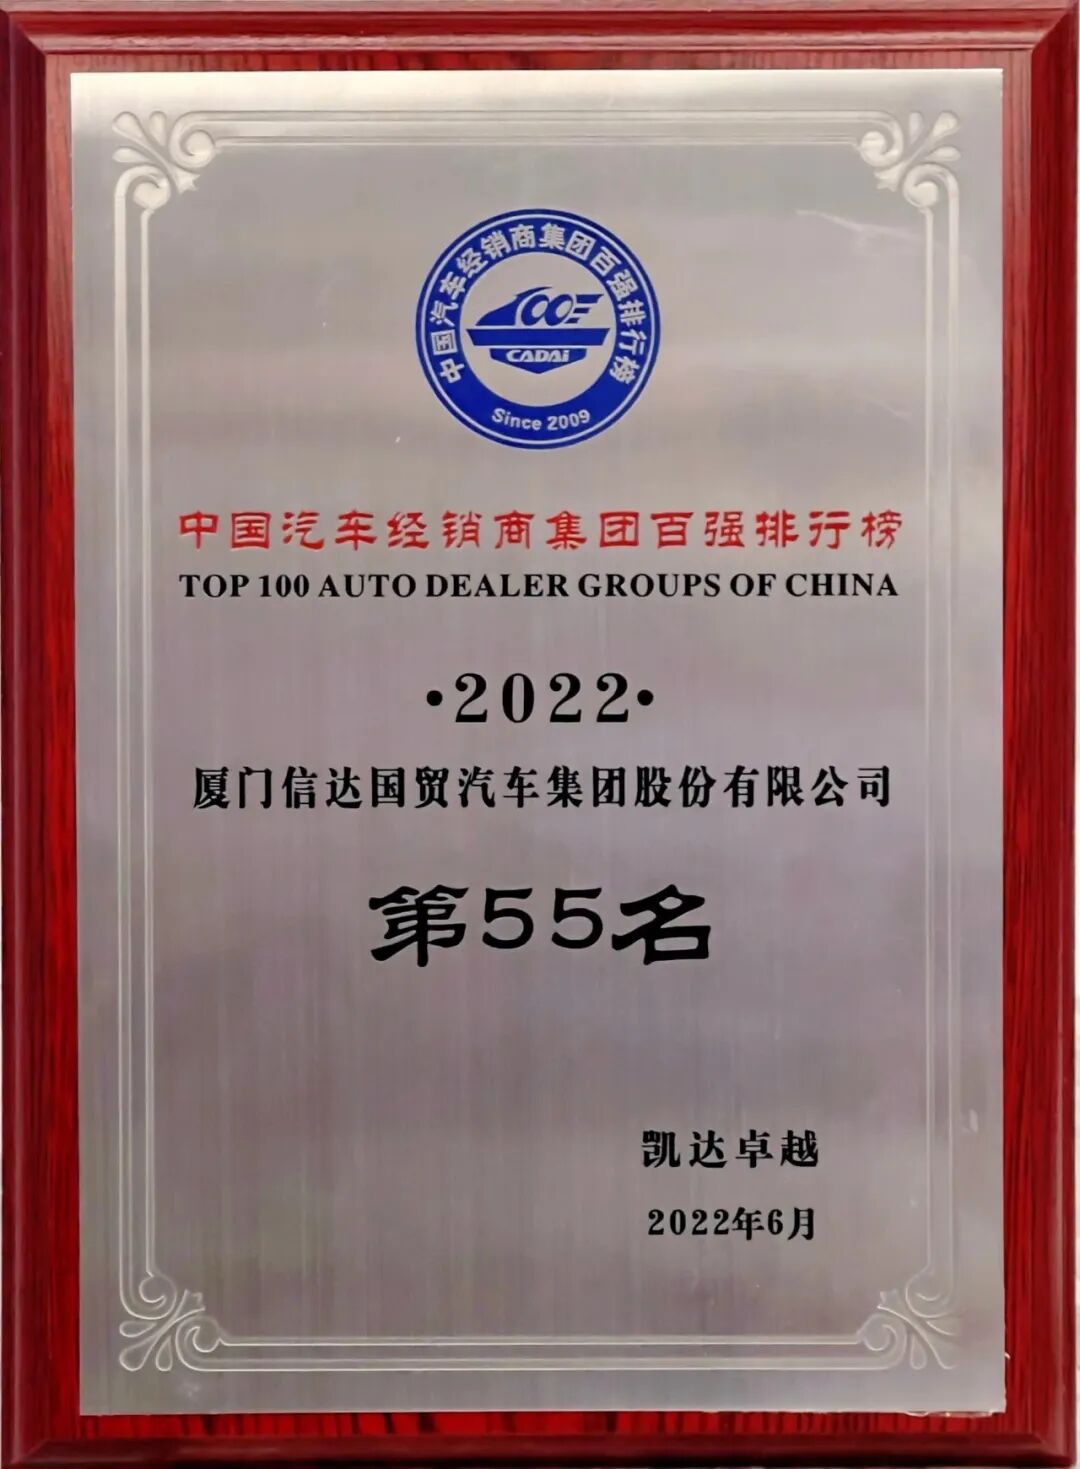 中国汽车经销商集团百强排行榜
CADAi
Since 2009
中国汽车经销商集团百强排行榜
TOP 100 AUTO DEALER GROUPS OF CHINA
·2022·
厦门信达国贸汽车集团股份有限公司
第55名
凯达卓越
2022年6月